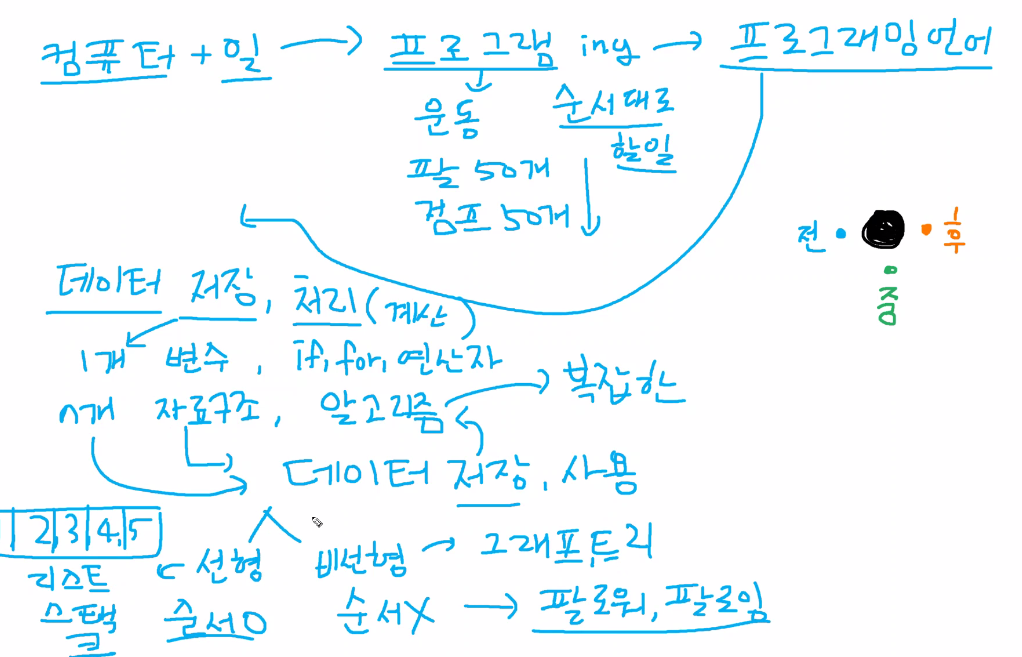 컴퓨터 + 일 → 프로그램 ing → 프로그래밍언어
운동 순서대로
할일
팔 50개
점프 50개
전 후
중
데이터 저장, 처리 (계산)
1개 변수, if, for, 연산자
n개 자료구조, 알고리즘 → 복잡한
데이터 저장, 사용
1 2, 3 4, 5
선형 비선형 → 그래프, 트리
리스트
스택 순서O 순서X → 팔로워, 팔로잉
큐